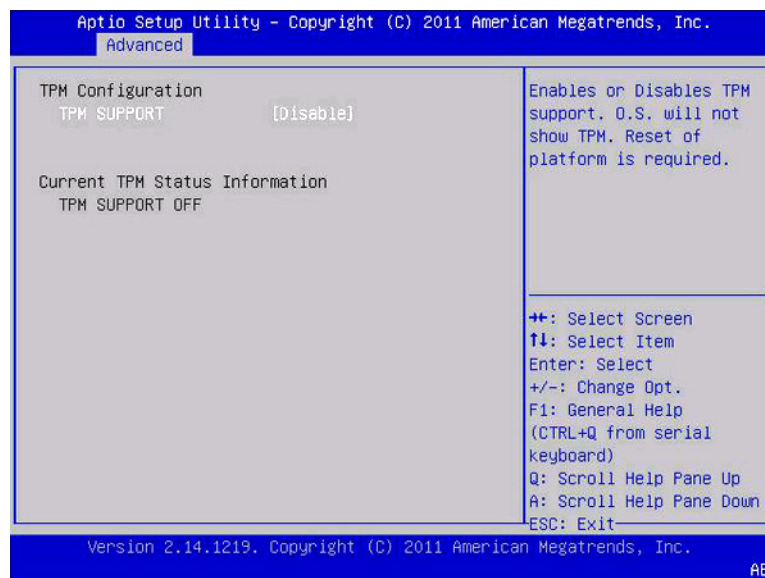 Aptio Setup Utility – Copyright (C) 2011 American Megatrends, Inc.
Advanced
TPM Configuration
TPM SUPPORT [Disable]
Current TPM Status Information
TPM SUPPORT OFF
Enables or Disables TPM
support. O.S. will not
show TPM. Reset of
platform is required.
→←: Select Screen
↑↓: Select Item
Enter: Select
+/-: Change Opt.
F1: General Help
(CTRL+Q from serial
keyboard)
Q: Scroll Help Pane Up
A: Scroll Help Pane Down
ESC: Exit
Version 2.14.1219. Copyright (C) 2011 American Megatrends, Inc.
AB